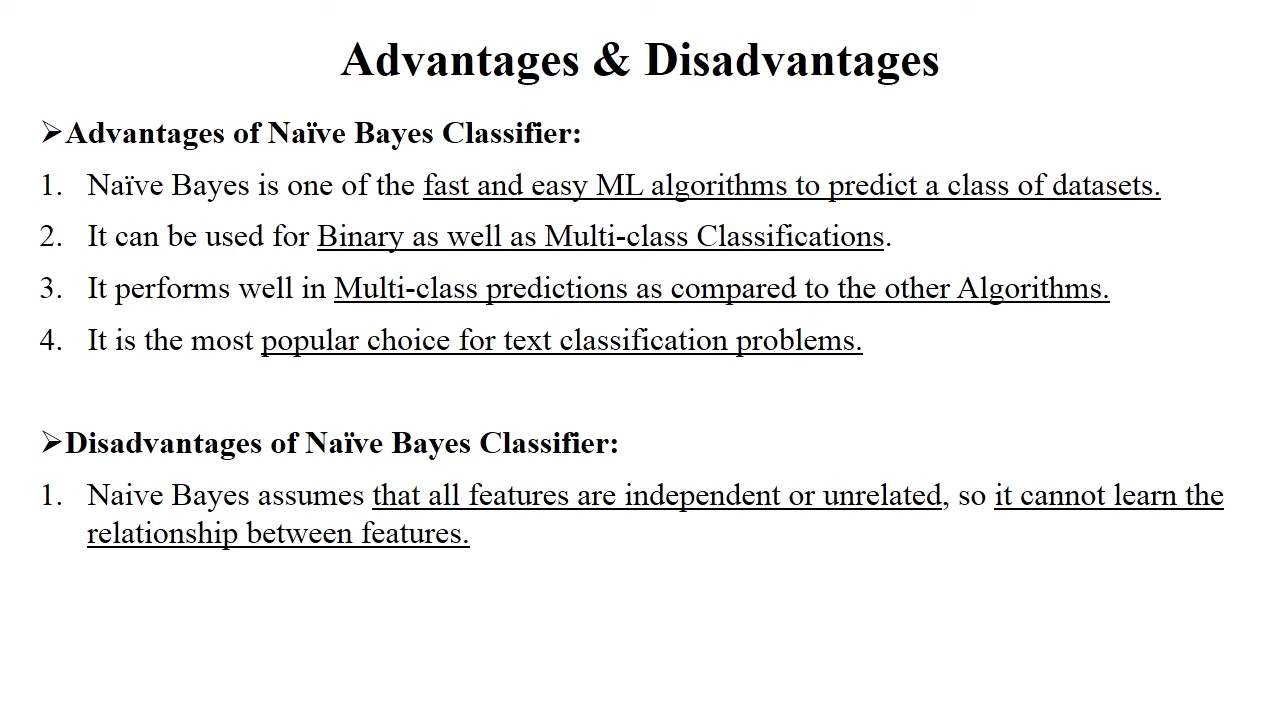 Advantages & Disadvantages
➢Advantages of Naïve Bayes Classifier:
1. Naïve Bayes is one of the fast and easy ML algorithms to predict a class of datasets.
2. It can be used for Binary as well as Multi-class Classifications.
3. It performs well in Multi-class predictions as compared to the other Algorithms.
4. It is the most popular choice for text classification problems.
➢Disadvantages of Naïve Bayes Classifier:
1. Naive Bayes assumes that all features are independent or unrelated, so it cannot learn the
relationship between features.